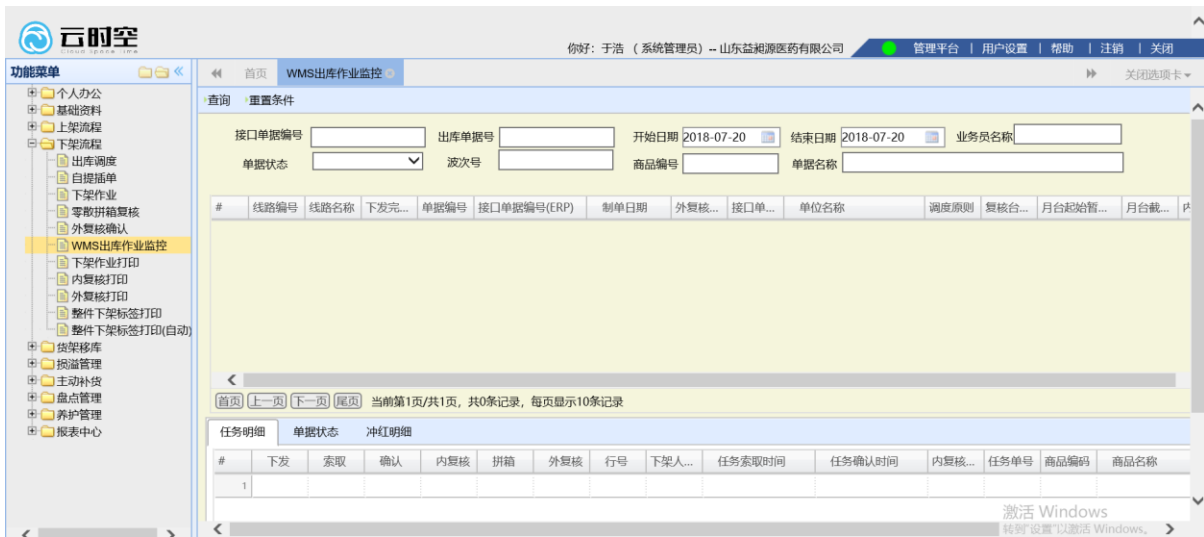 云时空
Cloud Space Time
你好：于浩 （系统管理员）-- 山东益昶源医药有限公司
管理平台 | 用户设置 | 帮助 | 注销 | 关闭
功能菜单
首页 WMS出库作业监控
关闭选项卡
个人办公
基础资料
上架流程
下架流程
出库调度
自提插单
下架作业
零散拼箱复核
外复核确认
WMS出库作业监控
下架作业打印
内复核打印
外复核打印
整件下架标签打印
整件下架标签打印(自动)
货架移库
损溢管理
主动补货
盘点管理
养护管理
报表中心
查询 重置条件
接口单据编号 出库单据号 开始日期 2018-07-20 结束日期 2018-07-20 业务员名称
单据状态 波次号 商品编号 单据名称
# 线路编号 线路名称 下发完... 单据编号 接口单据编号(ERP) 制单日期 外复核... 接口单... 单位名称 调度原则 复核台... 月台起始暂... 月台截...
首页 上一页 下一页 尾页 当前第1页/共1页，共0条记录，每页显示10条记录
任务明细 单据状态 冲红明细
# 下发 索取 确认 内复核 拼箱 外复核 行号 下架人... 任务索取时间 任务确认时间 内复核... 任务单号 商品编码 商品名称
1
激活 Windows
转到"设置"以激活 Windows。